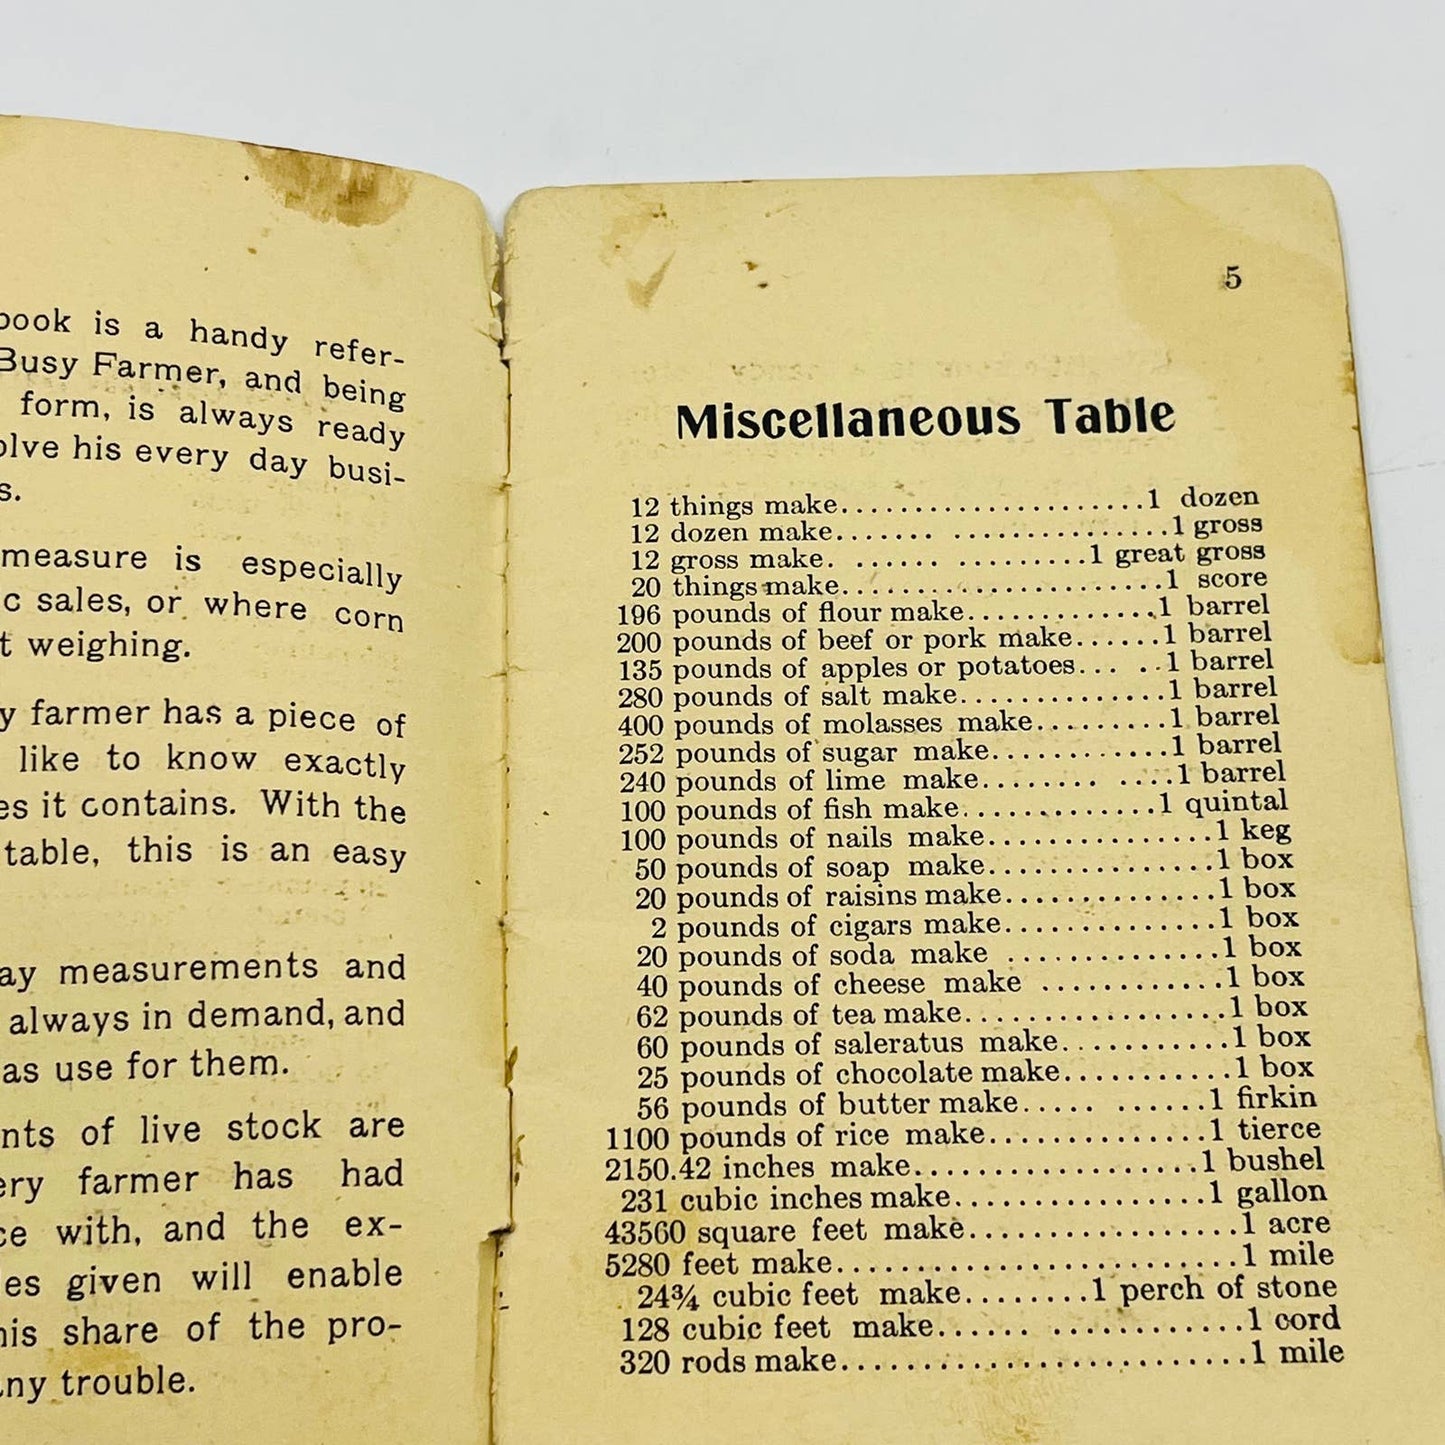 book is a handy refer-
Busy Farmer, and being
form, is always ready
his every day busi-
measure is especially
sales, or where corn
weighing.
farmer has a piece of
like to know exactly
it contains. With the
table, this is an easy
measurements and
always in demand, and
use for them.
of live stock are
farmer has had
with, and the ex-
given will enable
share of the pro-
any trouble.
5
Miscellaneous Table
12 things make.....................1 dozen
12 dozen make....... ...............1 gross
12 gross make. ...... .........1 great gross
20 things make......................1 score
196 pounds of flour make.............1 barrel
200 pounds of beef or pork make......1 barrel
135 pounds of apples or potatoes... ..1 barrel
280 pounds of salt make..............1 barrel
400 pounds of molasses make.........1 barrel
252 pounds of sugar make............1 barrel
240 pounds of lime make........ ....1 barrel
100 pounds of fish make.............1 quintal
100 pounds of nails make...............1 keg
50 pounds of soap make..............1 box
20 pounds of raisins make..............1 box
2 pounds of cigars make..............1 box
20 pounds of soda make ..............1 box
40 pounds of cheese make ............1 box
62 pounds of tea make.................1 box
60 pounds of saleratus make...........1 box
25 pounds of chocolate make...........1 box
56 pounds of butter make..... ......1 firkin
1100 pounds of rice make..............1 tierce
2150.42 inches make..................1 bushel
231 cubic inches make................1 gallon
43560 square feet make.................1 acre
5280 feet make..........................1 mile
24¾ cubic feet make........1 perch of stone
128 cubic feet make...... ............1 cord
320 rods make..........................1 mile